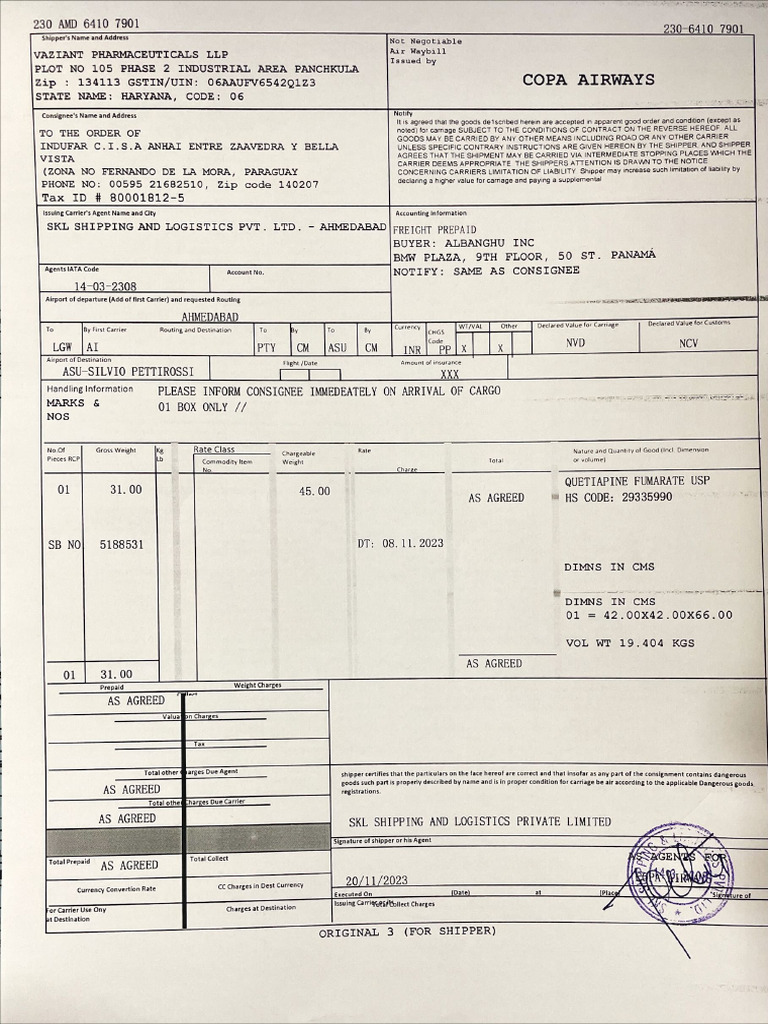 230 AMD 6410 7901
230-6410 7901
Shipper's Name and Address
VAZIANT PHARMACEUTICALS LLP
PLOT NO 105 PHASE 2 INDUSTRIAL AREA PANCHKULA
Zip : 134113 GSTIN/UIN: 06AAUFV6542Q1Z3
STATE NAME: HARYANA, CODE: 06
Not Negotiable
Air Waybill
Issued by
COPA AIRWAYS
Consignee's Name and Address
TO THE ORDER OF
INDUFAR C.I.S.A ANHAI ENTRE ZAAVEDRA Y BELLA
VISTA
(ZONA NO FERNANDO DE LA MORA, PARAGUAY
PHONE NO: 00595 21682510, Zip code 140207
Tax ID # 80001812-5
Notify
It is agreed that the goods de1scribed herein are accepted in apparent good order and condition (except as
noted) for carnage SUBJECT TO THE CONDITIONS OF CONTRACT ON THE REVERSE HEREOF. ALL
GOODS MAY BE CARRIED BY ANY OTHER MEANS INCLUDING ROAD OR ANY OTHER CARRIER
UNLESS SPECIFIC CONTRARY INSTRUCTIONS ARE GIVEN HEREON BY THE SHIPPER, AND SHIPPER
AGREES THAT THE SHIPMENT MAY BE CARRIED VIA INTERMEDIATE STOPPING PLACES WHICH THE
CARRIER DEEMS APPROPRIATE. THE SHIPPERS ATTENTION IS DRAWN TO THE NOTICE
CONCERNING CARRIERS LIMITATION OF LIABILITY. Shipper may increase such limitation of liability by
declaring a higher value for carnage and paying a supplemental
Issuing Carrier's Agent Name and City
SKL SHIPPING AND LOGISTICS PVT. LTD. - AHMEDABAD
Accounting Information
FREIGHT PREPAID
BUYER: ALBANGHU INC
BMW PLAZA, 9TH FLOOR, 50 ST. PANAMÁ
NOTIFY: SAME AS CONSIGNEE
Agents IATA Code
Account No.
14-03-2308
Airport of departure (Add of first Carrier) and requested Routing
AHMEDABAD
To By First Carrier Routing and Destination To By To By Currency CHGS Code WT/VAL Other Declared Value for Carriage Declared Value for Customs
LGW AI PTY CM ASU CM INR PP X X NVD NCV
Airport of Destination Flight /Date Amount of insurance
ASU-SILVIO PETTIROSSI XXX
Handling Information PLEASE INFORM CONSIGNEE IMMEDEATELY ON ARRIVAL OF CARGO
MARKS & 01 BOX ONLY //
NOS
No.Of Pieces RCP Gross Weight Kg Lb Rate Class Commodity Item No. Chargeable Weight Rate Charge Total Nature and Quantity of Good (Incl. Dimension or volume)
01 31.00 45.00 AS AGREED QUETIAPINE FUMARATE USP
HS CODE: 29335990
SB NO 5188531 DT: 08.11.2023
DIMNS IN CMS
DIMNS IN CMS
01 = 42.00X42.00X66.00
VOL WT 19.404 KGS
01 31.00 AS AGREED
Prepaid Weight Charges
AS AGREED
Valuation Charges
Tax
Total other Charges Due Agent
AS AGREED
Total other Charges Due Carrier
AS AGREED
shipper certifies that the particulars on the face hereof are correct and that insofar as any part of the consignment contains dangerous
goods such part is properly described by name and is in proper condition for carriage be air according to the applicable Dangerous goods
registrations.
SKL SHIPPING AND LOGISTICS PRIVATE LIMITED
Signature of shipper or his Agent
Total Prepaid AS AGREED Total Collect
AS AGENTS FOR
COPA AIRWAYS
20/11/2023
Currency Convertion Rate CC Charges in Dest Currency
Executed On (Date) at (Place) Signature of
Issuing Carrier
Total Collect Charges
For Carrier Use Ony
at Destination
Charges at Destination
ORIGINAL 3 (FOR SHIPPER)